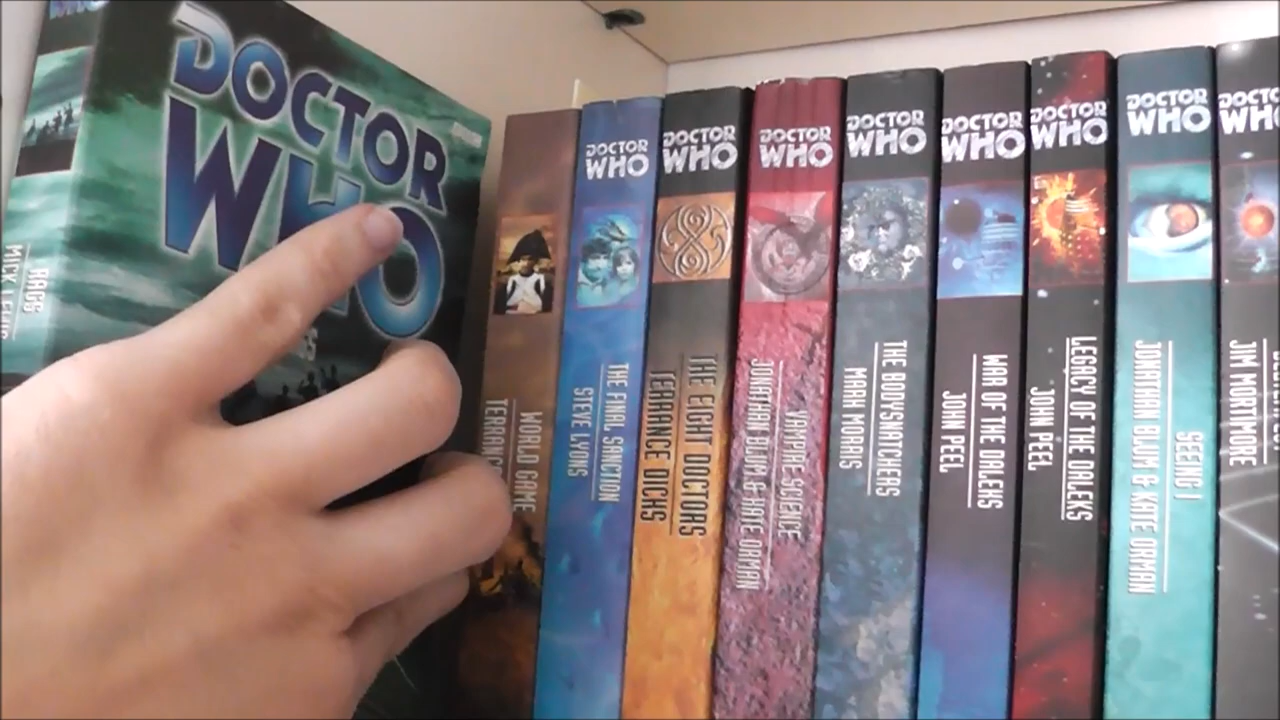 DOCTOR
WHO
RAGS
MICK LEWIS
DOCTOR
WHO
WORLD GAME
DOCTOR
WHO
THE FINAL SANCTION
STEVE LYONS
DOCTOR
WHO
THE EIGHT DOCTORS
TERRANCE DICKS
DOCTOR
WHO
VAMPIRE SCIENCE
JONATHAN BLUM & KATE ORMAN
DOCTOR
WHO
THE BODYSNATCHERS
MARK MORRIS
DOCTOR
WHO
WAR OF THE DALEKS
JOHN PEEL
DOCTOR
WHO
LEGACY OF THE DALEKS
JOHN PEEL
DOCTOR
WHO
SEEING I
JONATHAN BLUM & KATE ORMAN
JIM MORTIMORE